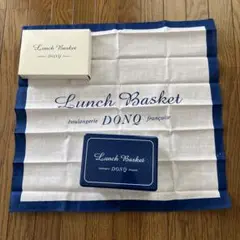 Lunch Basket
DONQ
Lunch Basket
boulangerie DONQ française
Lunch Basket
DONQ